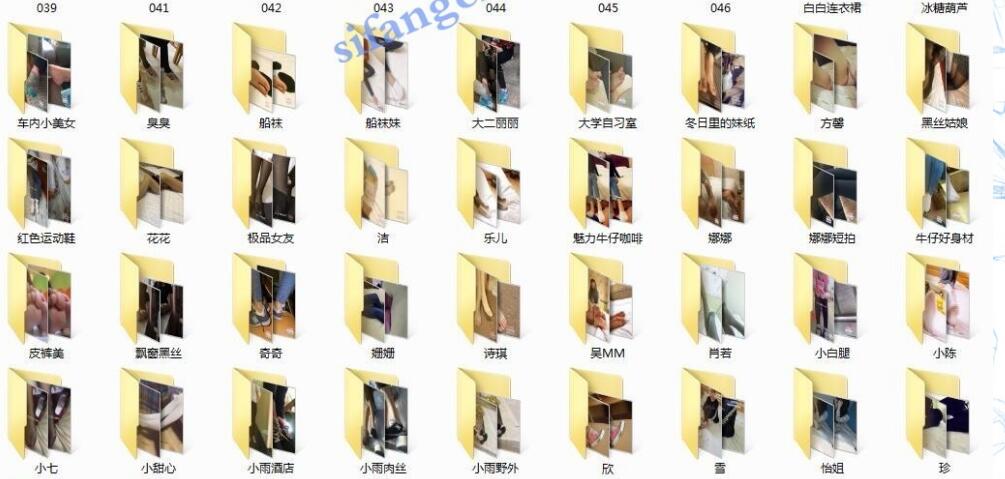 039 041 042 043 044 045 046 白白连衣裙 冰糖葫芦
sifangc
车内小美女 臭臭 船袜 船袜妹 大二丽丽 大学自习室 冬日里的妹纸 方馨 黑丝姑娘
红色运动鞋 花花 极品女友 洁 乐儿 魅力牛仔咖啡 娜娜 娜娜短拍 牛仔好身材
皮裤美 飘窗黑丝 奇奇 姗姗 诗琪 吴MM 肖若 小白腿 小陈
小七 小甜心 小雨酒店 小雨肉丝 小雨野外 欣 雪 怡姐 珍